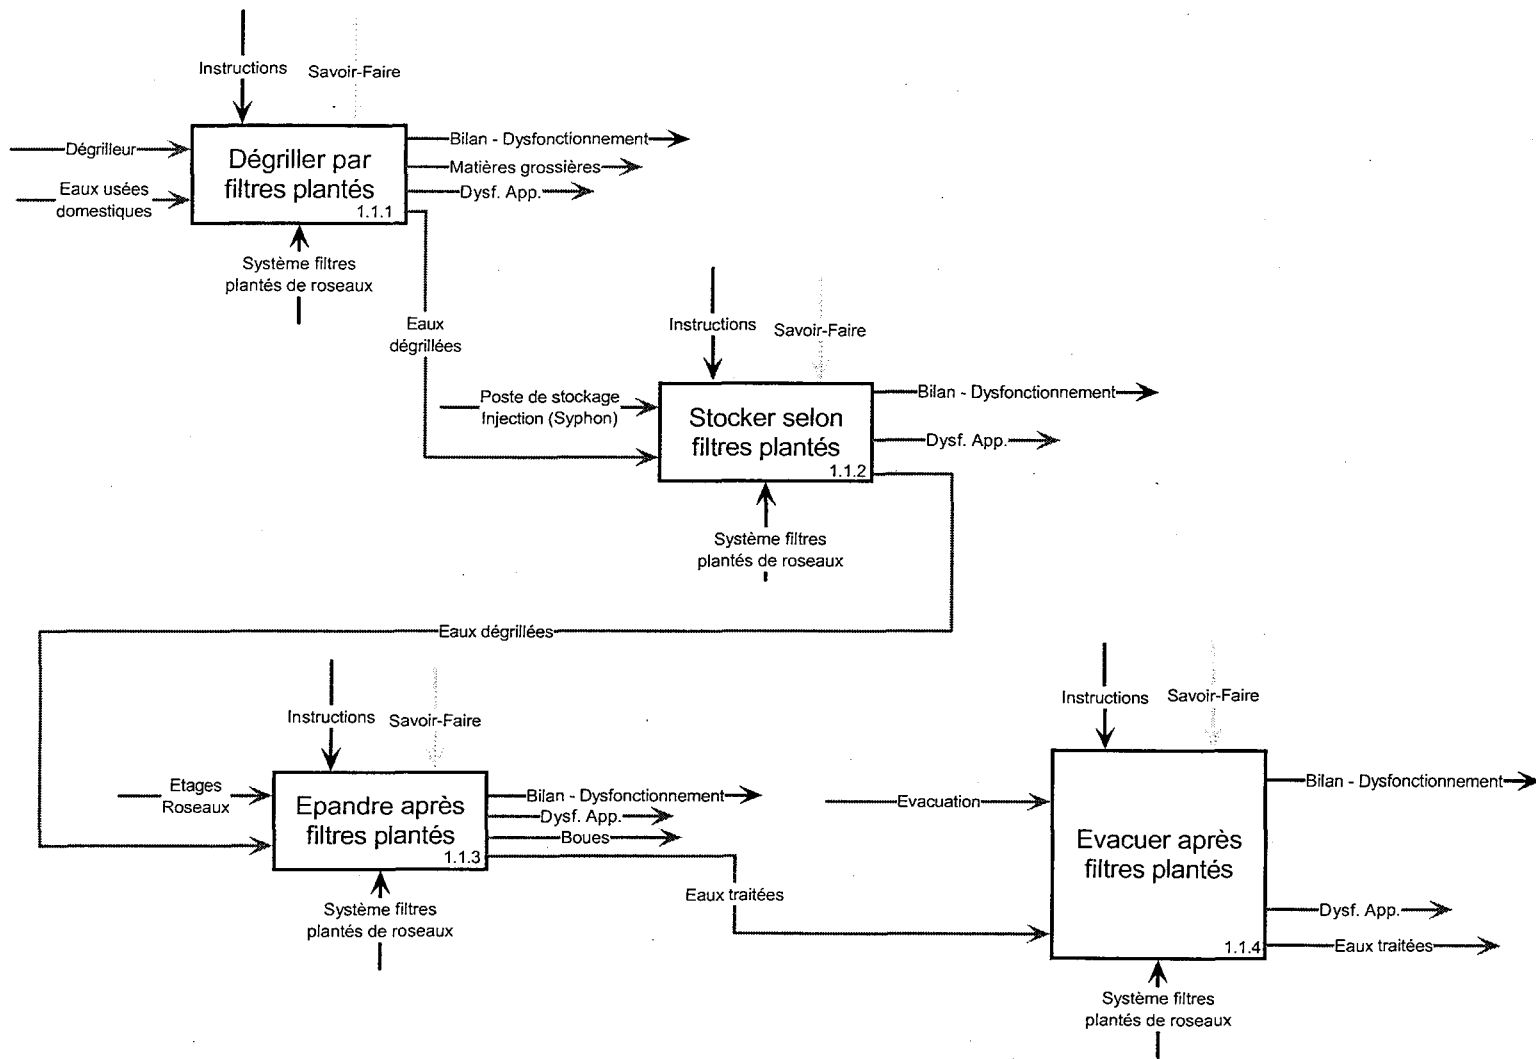 Instructions
Savoir-Faire
Dégrilleur
Eaux usées
domestiques
Dégriller par
filtres plantés
1.1.1
Bilan - Dysfonctionnement
Matières grossières
Dysf. App.
Système filtres
plantés de roseaux
Eaux
dégrillées
Instructions
Savoir-Faire
Poste de stockage
Injection (Syphon)
Stocker selon
filtres plantés
1.1.2
Bilan - Dysfonctionnement
Dysf. App.
Système filtres
plantés de roseaux
Eaux dégrillées
Instructions
Savoir-Faire
Etages
Roseaux
Epandre après
filtres plantés
1.1.3
Bilan - Dysfonctionnement
Dysf. App.
Boues
Système filtres
plantés de roseaux
Eaux traitées
Instructions
Savoir-Faire
Evacuation
Evacuer après
filtres plantés
1.1.4
Bilan - Dysfonctionnement
Dysf. App.
Eaux traitées
Système filtres
plantés de roseaux